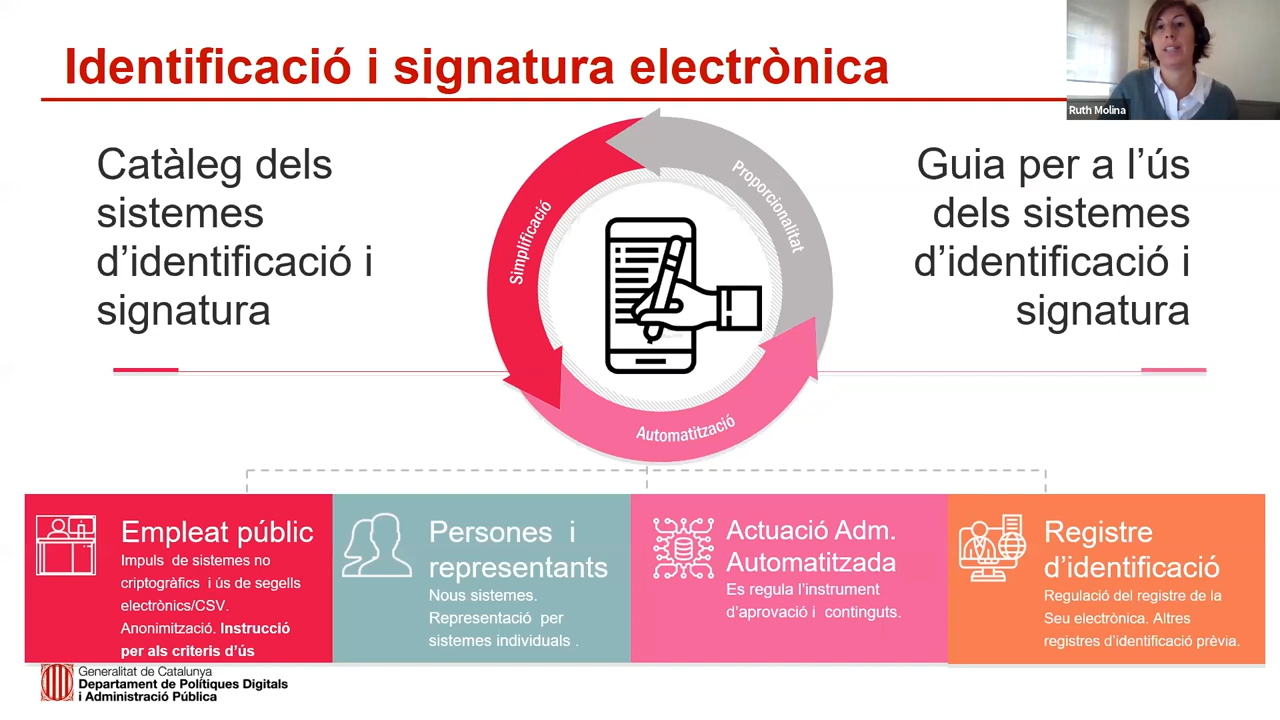 Identificació i signatura electrònica
Ruth Molina
Catàleg dels
sistemes
d’identificació i
signatura
Simplificació
Proporcionalitat
Automatització
Guia per a l’ús
dels sistemes
d’identificació i
signatura
Empleat públic
Impuls de sistemes no
criptogràfics i ús de segells
electrònics/CSV.
Anonimització. Instrucció
per als criteris d’ús
Persones i
representants
Nous sistemes.
Representació per
sistemes individuals .
Actuació Adm.
Automatitzada
Es regula l’instrument
d’aprovació i continguts.
Registre
d’identificació
Regulació del registre de la
Seu electrònica. Altres
registres d’identificació prèvia.
Generalitat de Catalunya
Departament de Polítiques Digitals
i Administració Pública